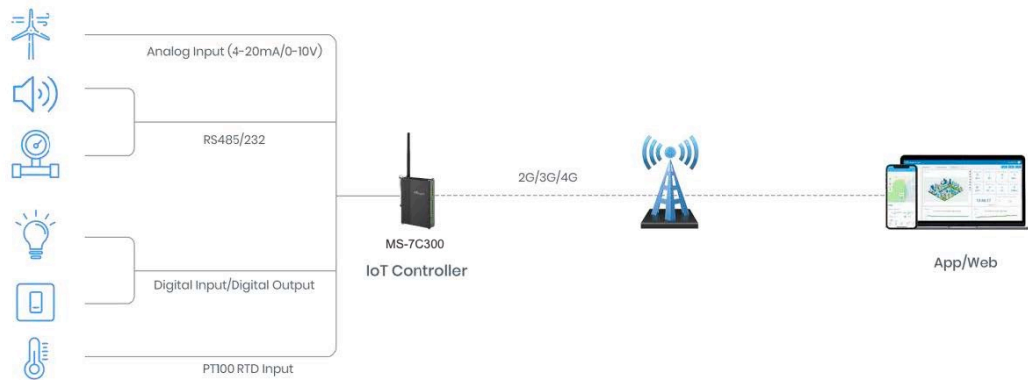 Analog Input (4-20mA/0-10V)
RS485/232
2G/3G/4G
MS-7C300
IoT Controller
App/Web
Digital Input/Digital Output
PT100 RTD Input